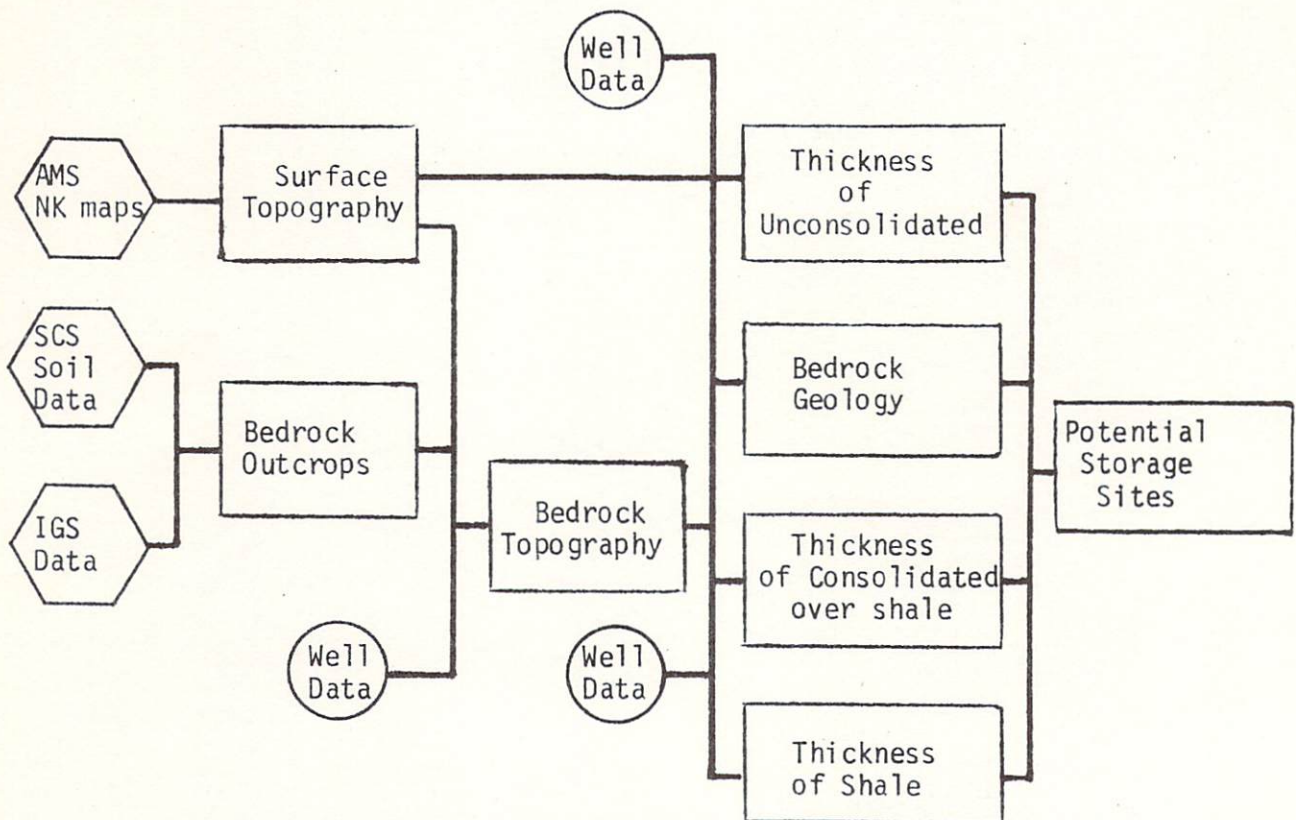 Well
Data
AMS
NK maps
Surface
Topography
Thickness
of
Unconsolidated
SCS
Soil
Data
Bedrock
Outcrops
Bedrock
Geology
IGS
Data
Bedrock
Topography
Potential
Storage
Sites
Thickness
of Consolidated
over shale
Well
Data
Well
Data
Thickness
of Shale